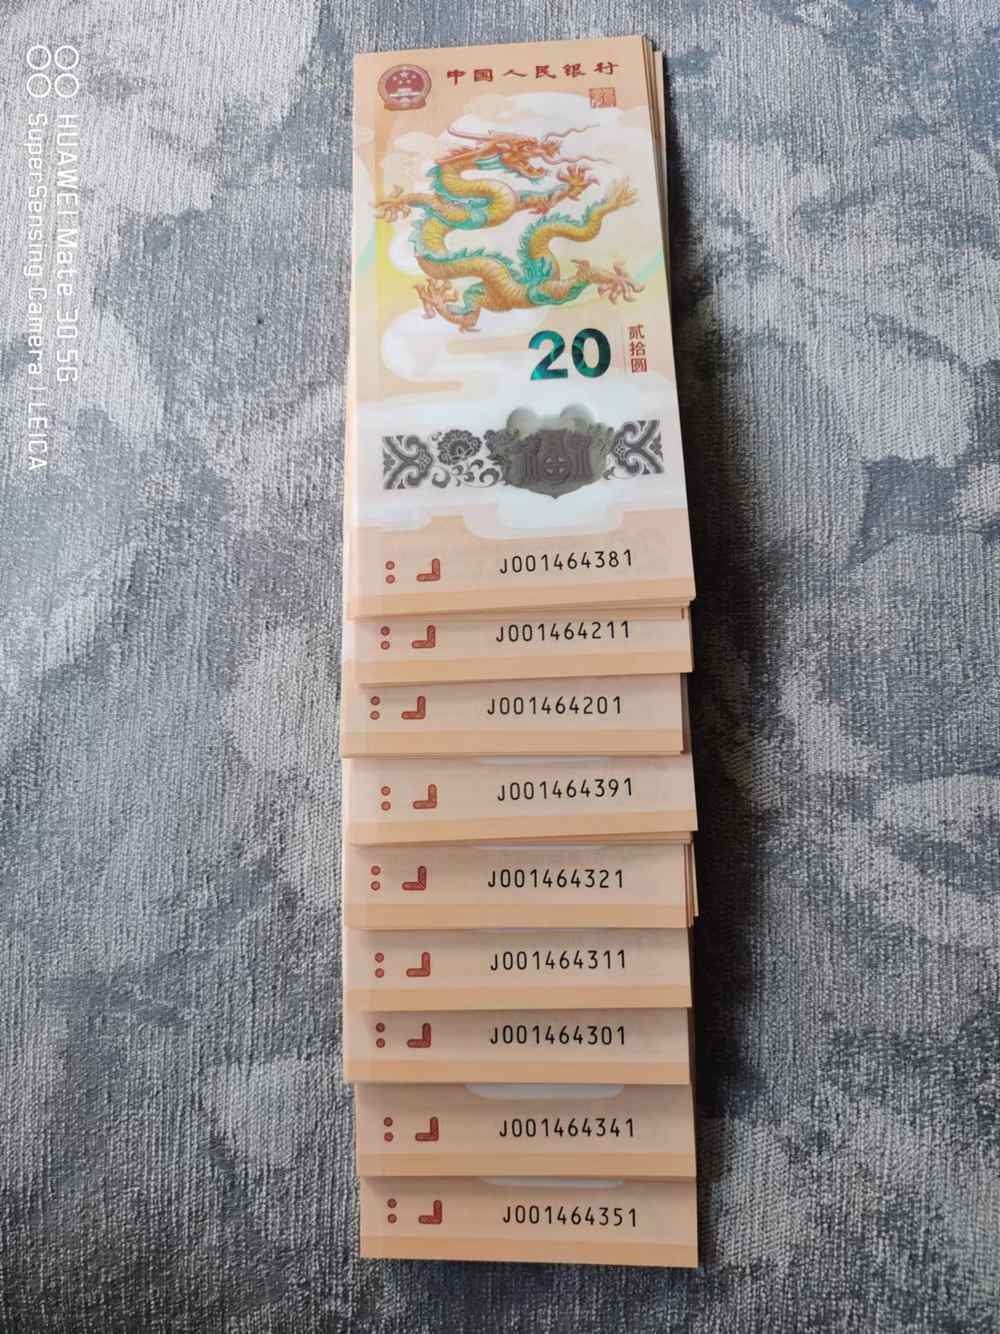 HUAWEI Mate 30 5G
SuperSensing Camera | LEICA
中国人民银行
20
贰拾圆
J001464381
J001464211
J001464201
J001464391
J001464321
J001464311
J001464301
J001464341
J001464351